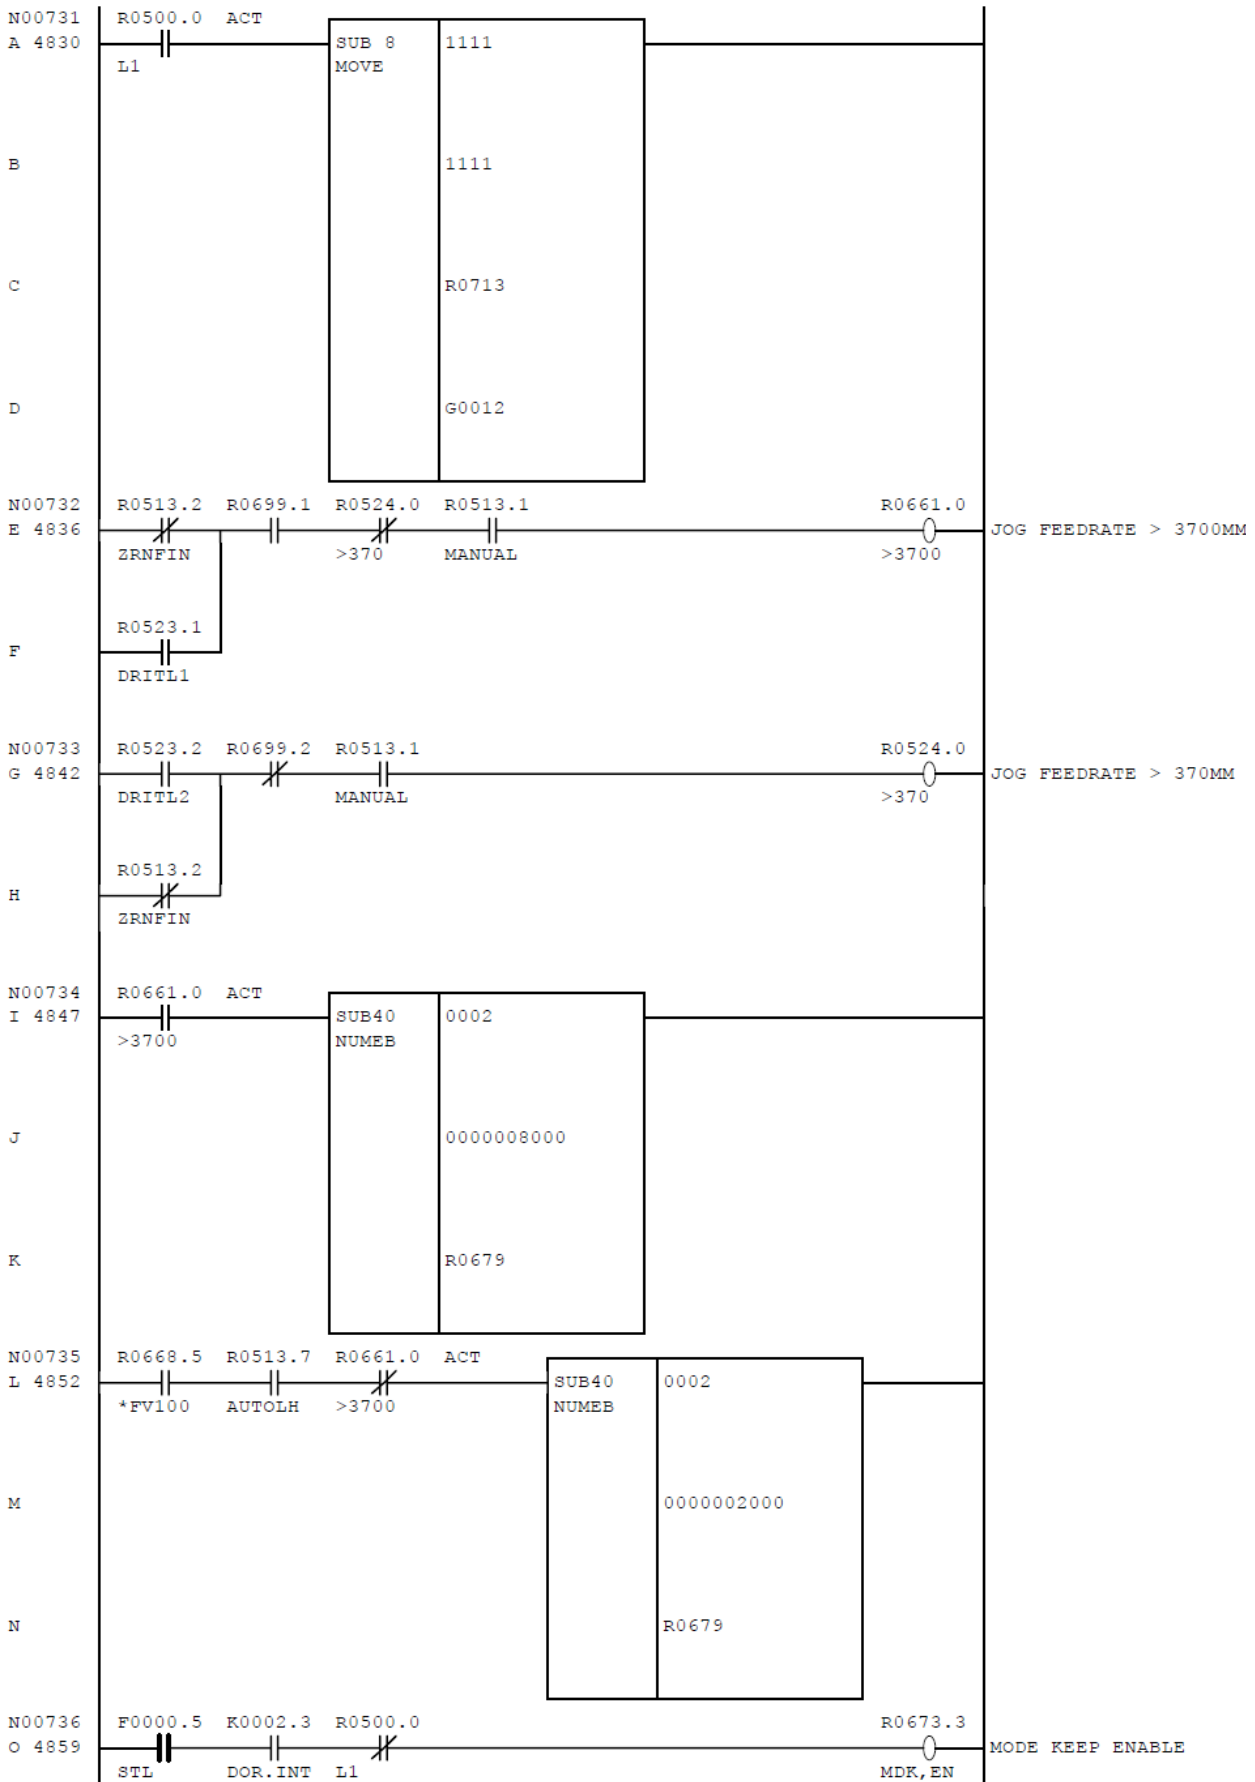 N00731 R0500.0 ACT
A 4830 SUB 8 1111
L1 MOVE
B 1111
C R0713
D G0012
N00732 R0513.2 R0699.1 R0524.0 R0513.1 R0661.0
E 4836 JOG FEEDRATE > 3700MM
ZRNFIN >370 MANUAL >3700
R0523.1
F
DRITL1
N00733 R0523.2 R0699.2 R0513.1 R0524.0
G 4842 JOG FEEDRATE > 370MM
DRITL2 MANUAL >370
R0513.2
H
ZRNFIN
N00734 R0661.0 ACT
I 4847 SUB40 0002
>3700 NUMEB
J 0000008000
K R0679
N00735 R0668.5 R0513.7 R0661.0 ACT
L 4852 SUB40 0002
*FV100 AUTOLH >3700 NUMEB
M 0000002000
N R0679
N00736 F0000.5 K0002.3 R0500.0 R0673.3
O 4859 MODE KEEP ENABLE
STL DOR.INT L1 MDK,EN